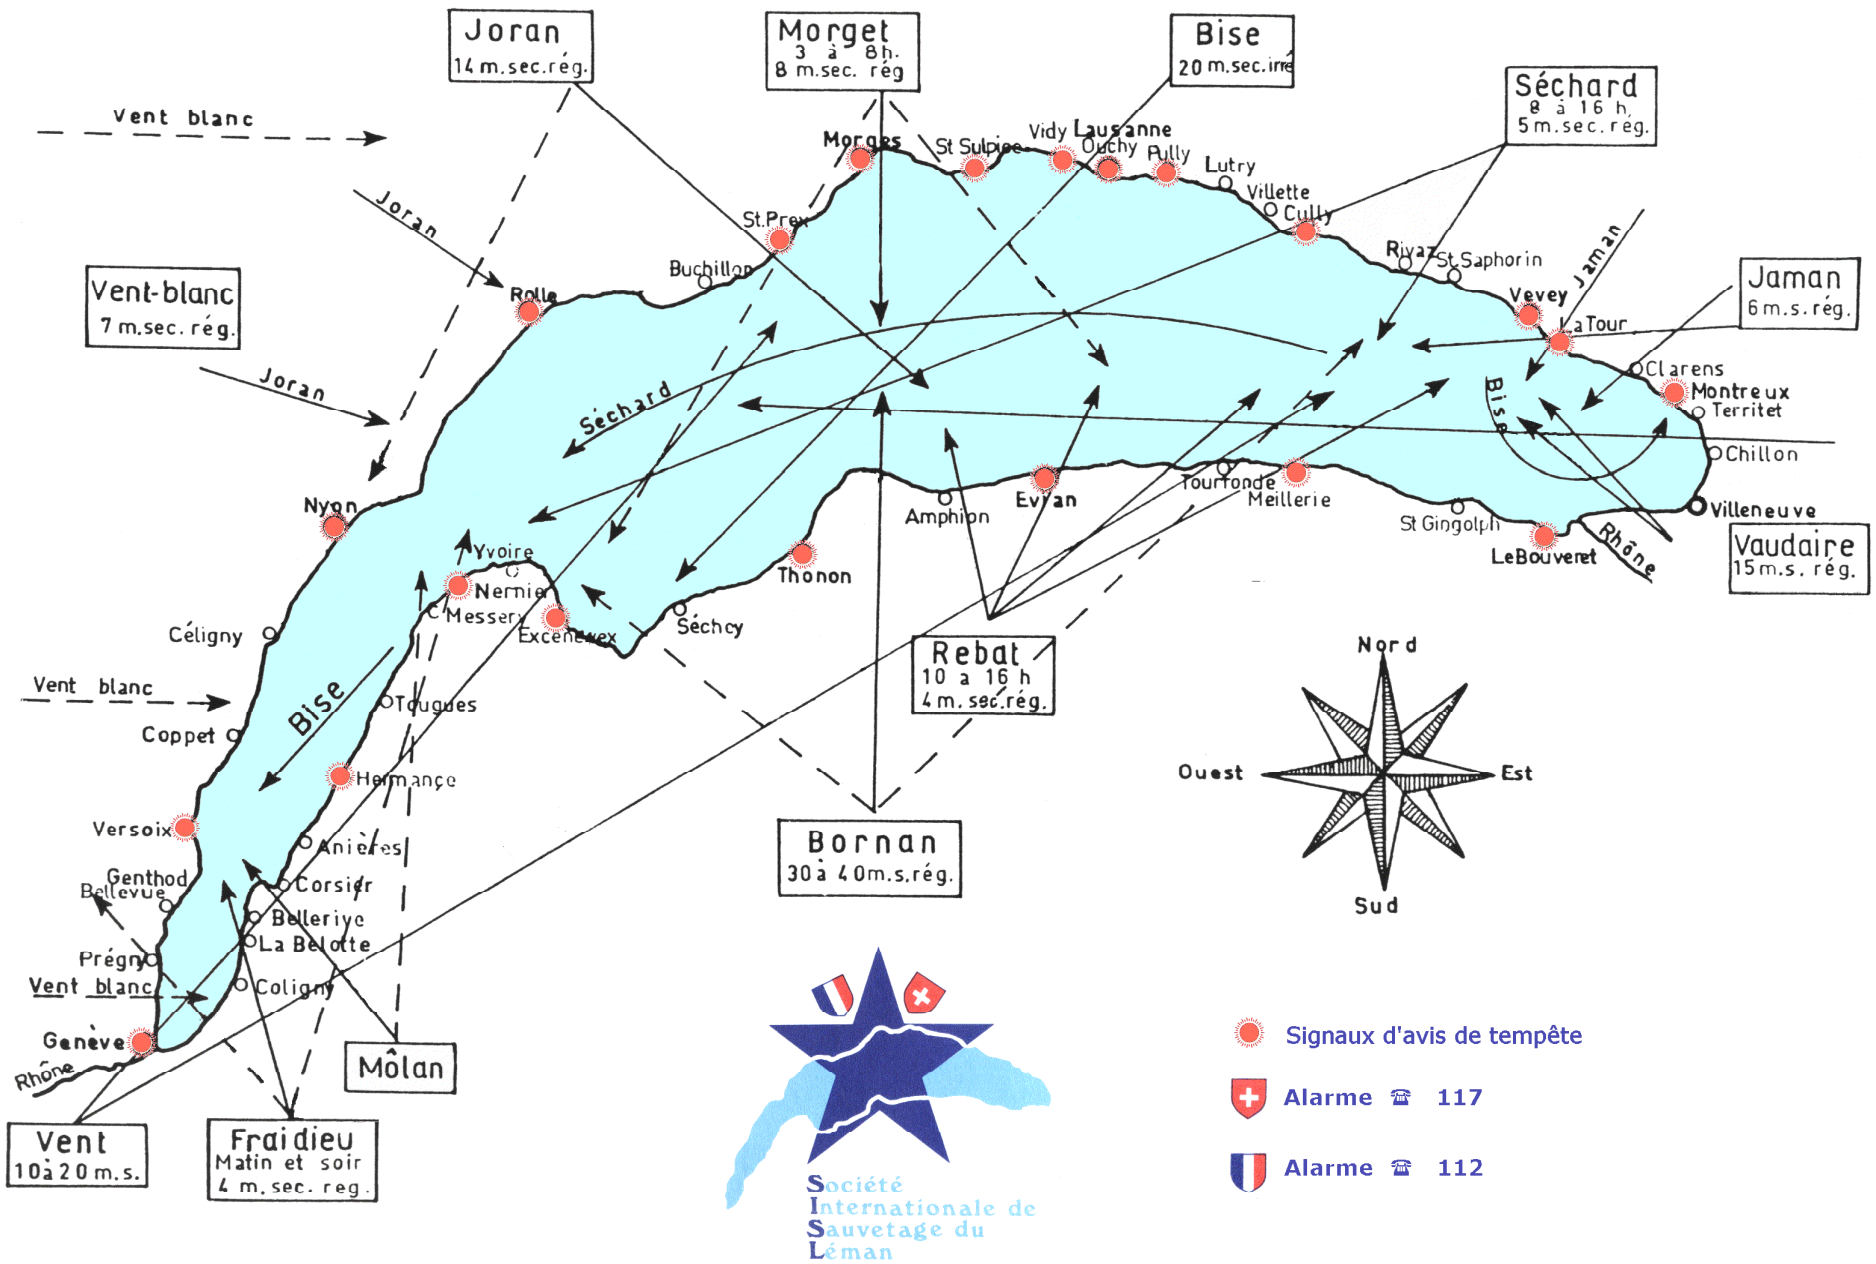 Joran
14 m.sec.rég.
Morget
3 à 8h.
8 m.sec. rég
Bise
20 m.sec.irré
Séchard
8 à 16 h.
5 m.sec. rég.
Vent blanc
Joran
Vent-blanc
7 m.sec. rég.
Joran
Morges
St Sulpice
Vidy
Lausanne
Ouchy
Pully
Lutry
Villette
Cully
Rivaz
St.Saphorin
Jaman
Jaman
6 m.s. rég.
Vevey
La Tour
Clarens
Montreux
Territet
Chillon
Villeneuve
Vaudaire
15 m.s. rég.
St.Prex
Buchillon
Rolle
Séchard
Bise
Nyon
Yvoire
Nernier
Messery
Excenevex
Séchcy
Thonon
Amphion
Evian
Tourronde
Meillerie
St Gingolph
Le Bouveret
Rhône
Céligny
Vent blanc
Coppet
Bise
Tougues
Hermançe
Versoix
Anières
Genthod
Bellevue
Corsier
Bellerive
La Belotte
Prégny
Vent blanc
Coligny
Genève
Rhône
Rebat
10 à 16 h
4 m.sec.rég.
Bornan
30 à 40 m.s.rég.
Môlan
Vent
10 à 20 m.s.
Fraidieu
Matin et soir
4 m.sec.reg.
Nord
Ouest
Est
Sud
Société
Internationale de
Sauvetage du
Léman
Signaux d'avis de tempête
Alarme ☎ 117
Alarme ☎ 112